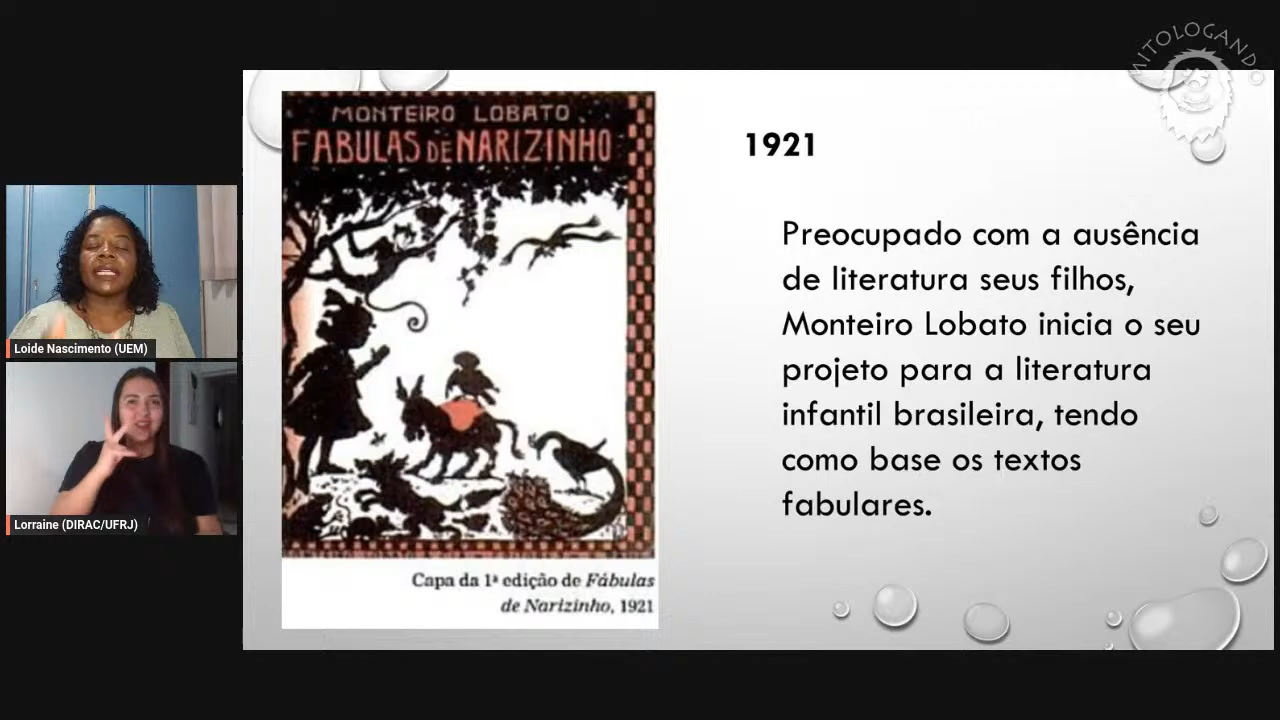 MITOLOGANDO
MONTEIRO LOBATO
FABULAS DE NARIZINHO
1921
Preocupado com a ausência
de literatura seus filhos,
Monteiro Lobato inicia o seu
projeto para a literatura
infantil brasileira, tendo
como base os textos
fabulares.
Capa da 1ª edição de Fábulas
de Narizinho, 1921
Loide Nascimento (UEM)
Lorraine (DIRAC/UFRJ)